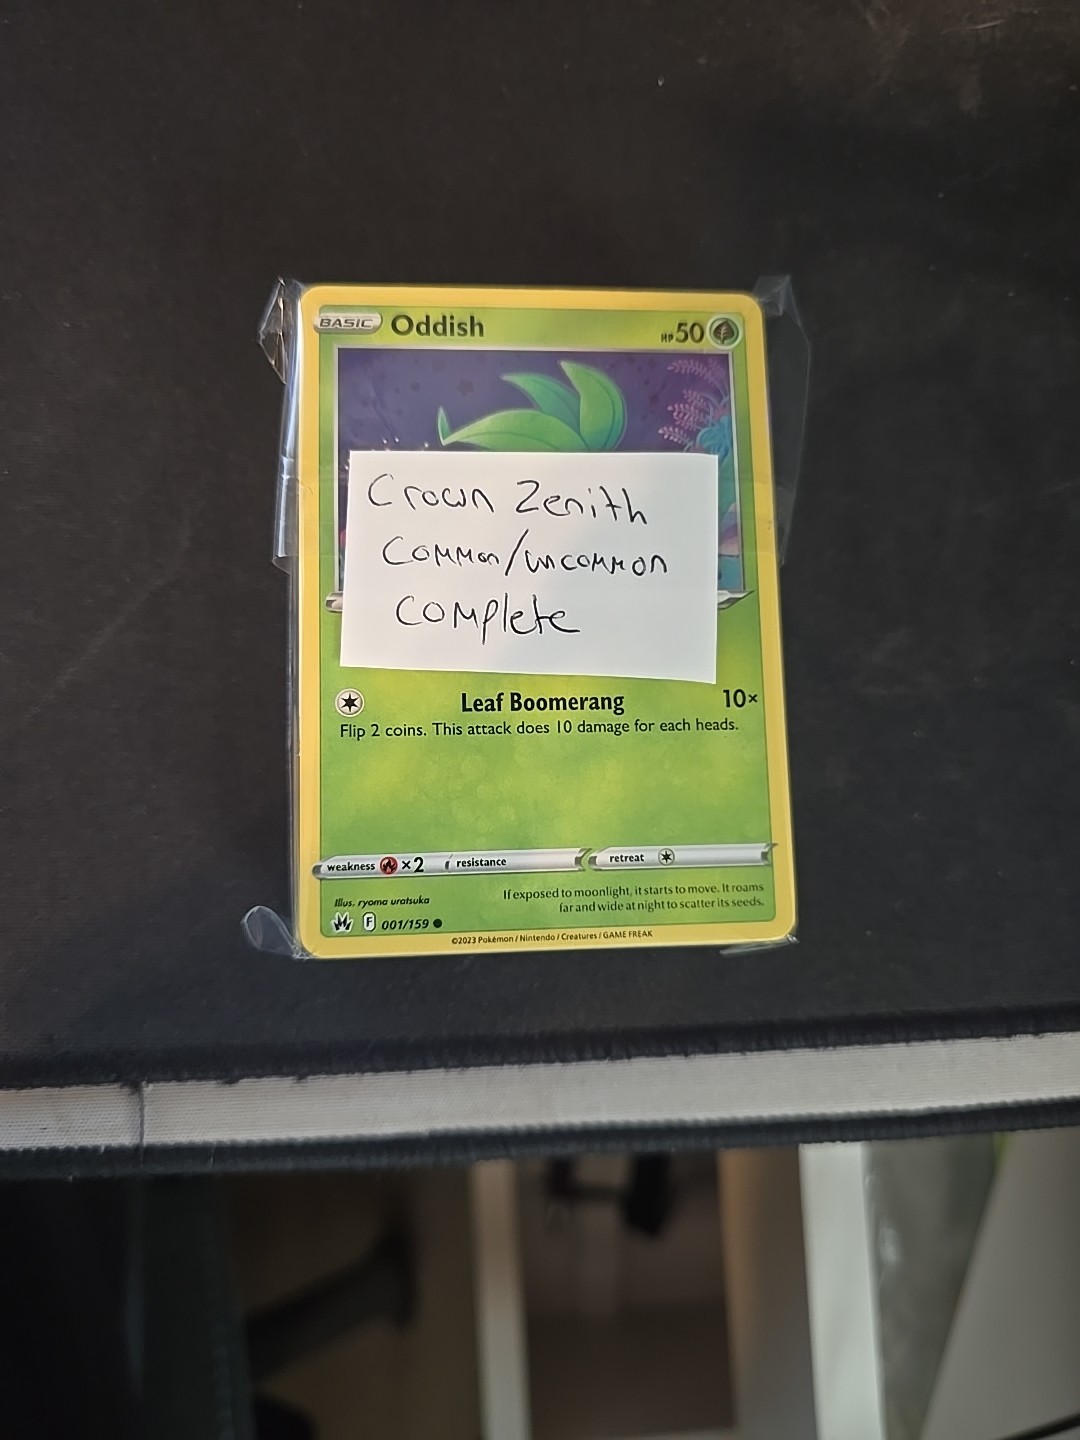 BASIC Oddish HP 50
Crown Zenith
Common/uncommon
Complete
Leaf Boomerang 10×
Flip 2 coins. This attack does 10 damage for each heads.
weakness ×2 resistance retreat
Illus. ryoma uratsuka
If exposed to moonlight, it starts to move. It roams
far and wide at night to scatter its seeds.
F 001/159
©2023 Pokémon / Nintendo / Creatures / GAME FREAK